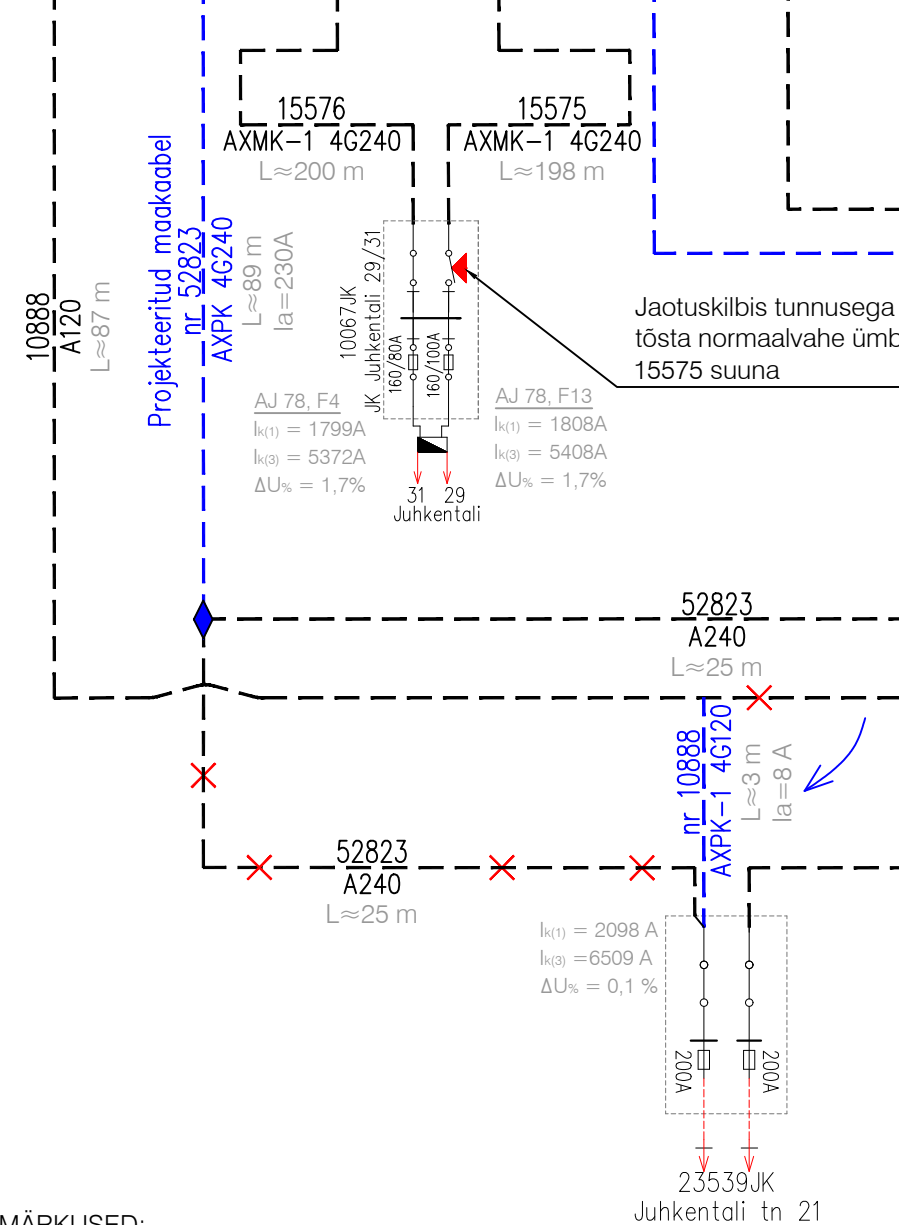 15576
AXMK-1 4G240
L≈200 m
15575
AXMK-1 4G240
L≈198 m
Projekteeritud maakaabel
nr 52823
AXPK 4G240
L≈89 m
Ia=230A
10888
A120
L≈87 m
10067JK
JK Juhkentali 29/31
160/80A
160/100A
Jaotuskilbis tunnusega
tõsta normaalvahe ümb
15575 suuna
AJ 78, F4
Ik(1) = 1799A
Ik(3) = 5372A
ΔU% = 1,7%
AJ 78, F13
Ik(1) = 1808A
Ik(3) = 5408A
ΔU% = 1,7%
31 29
Juhkentali
52823
A240
L≈25 m
nr 10888
AXPK-1 4G120
L≈3 m
Ia=8 A
52823
A240
L≈25 m
Ik(1) = 2098 A
Ik(3) =6509 A
ΔU% = 0,1 %
200A
200A
23539JK
Juhkentali tn 21
MÄRKUSED: